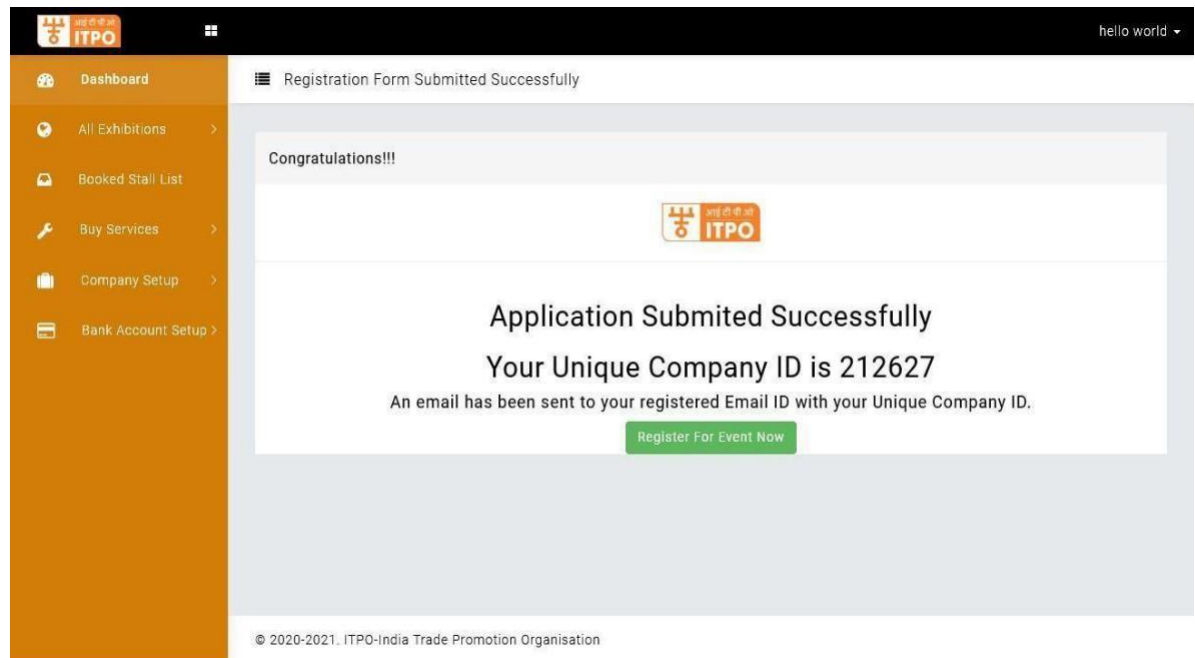 आई टी पी ओ
ITPO
hello world
Dashboard
Registration Form Submitted Successfully
All Exhibitions
Booked Stall List
Buy Services
Company Setup
Bank Account Setup
Congratulations!!!
आई टी पी ओ
ITPO
Application Submited Successfully
Your Unique Company ID is 212627
An email has been sent to your registered Email ID with your Unique Company ID.
Register For Event Now
© 2020-2021. ITPO-India Trade Promotion Organisation